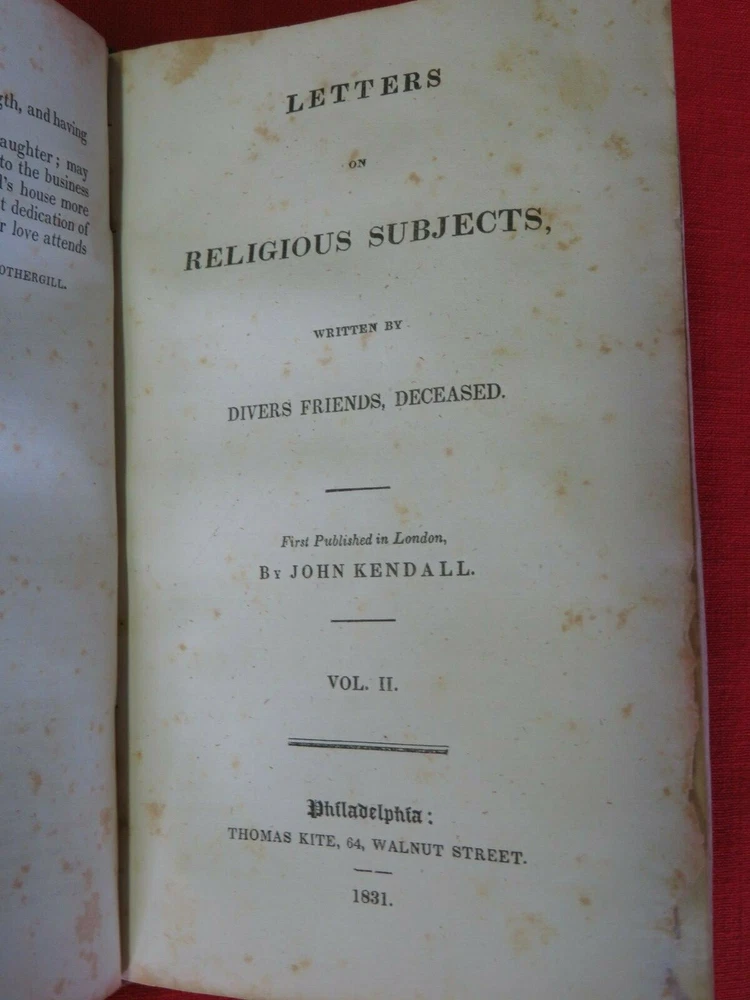 gth, and having
aughter; may
to the business
l's house more
t dedication of
r love attends
OTHERGILL.
LETTERS
ON
RELIGIOUS SUBJECTS,
WRITTEN BY
DIVERS FRIENDS, DECEASED.
First Published in London,
By JOHN KENDALL.
VOL. II.
Philadelphia:
THOMAS KITE, 64, WALNUT STREET.
1831.